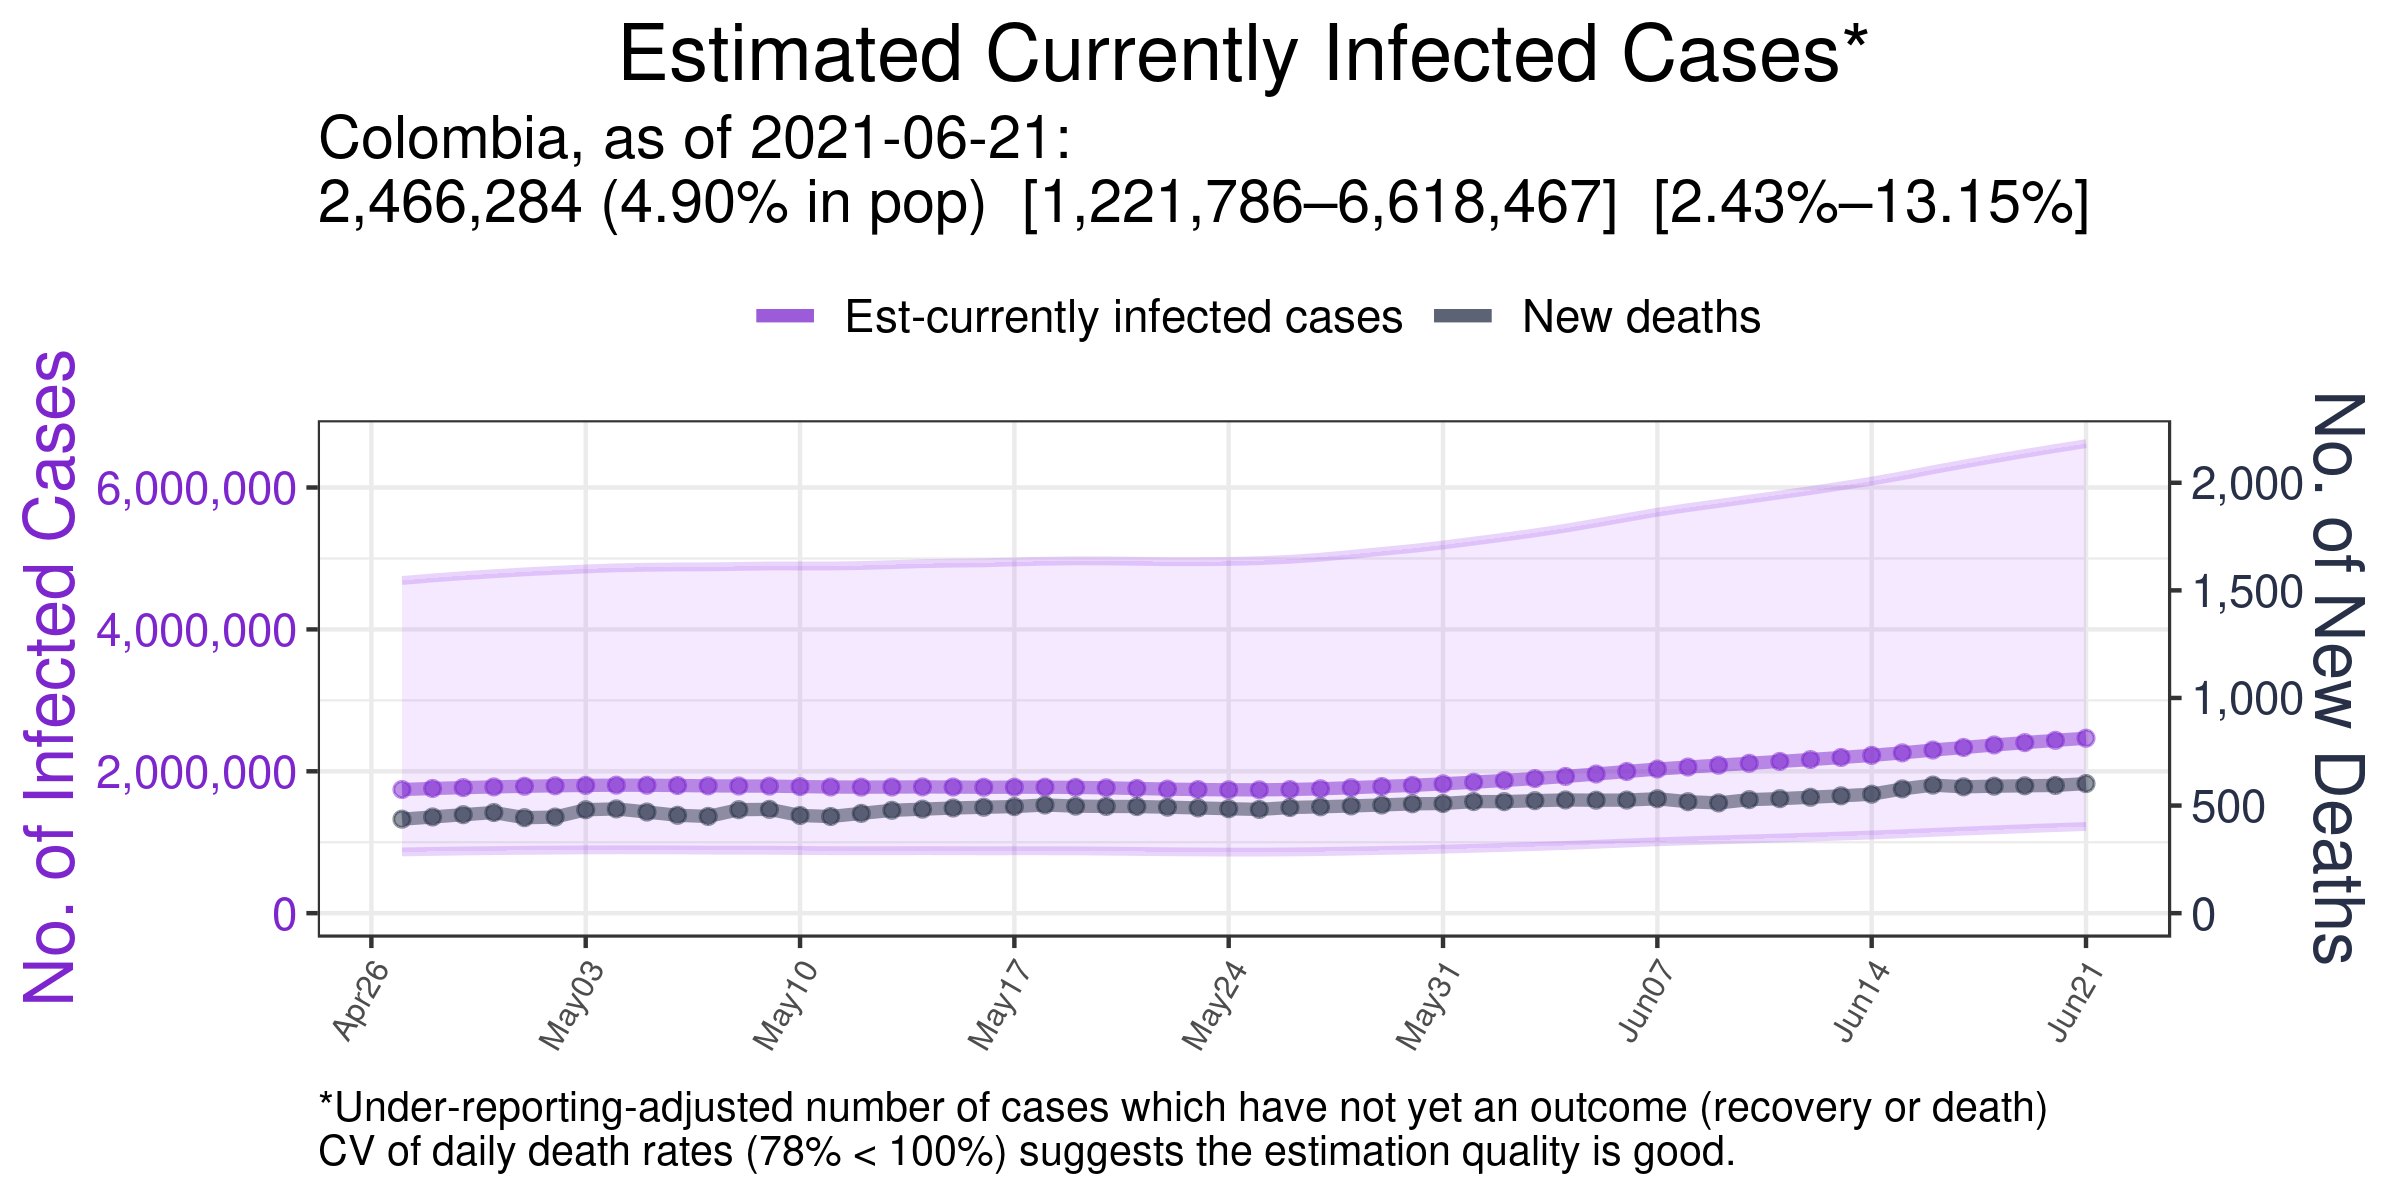 Estimated Currently Infected Cases*
Colombia, as of 2021-06-21:
2,466,284 (4.90% in pop)  [1,221,786–6,618,467]  [2.43%–13.15%]
Est-currently infected cases
New deaths
No. of Infected Cases
6,000,000
4,000,000
2,000,000
0
2,000
1,500
1,000
500
0
No. of New Deaths
Apr26
May03
May10
May17
May24
May31
Jun07
Jun14
Jun21
*Under-reporting-adjusted number of cases which have not yet an outcome (recovery or death)
CV of daily death rates (78% < 100%) suggests the estimation quality is good.